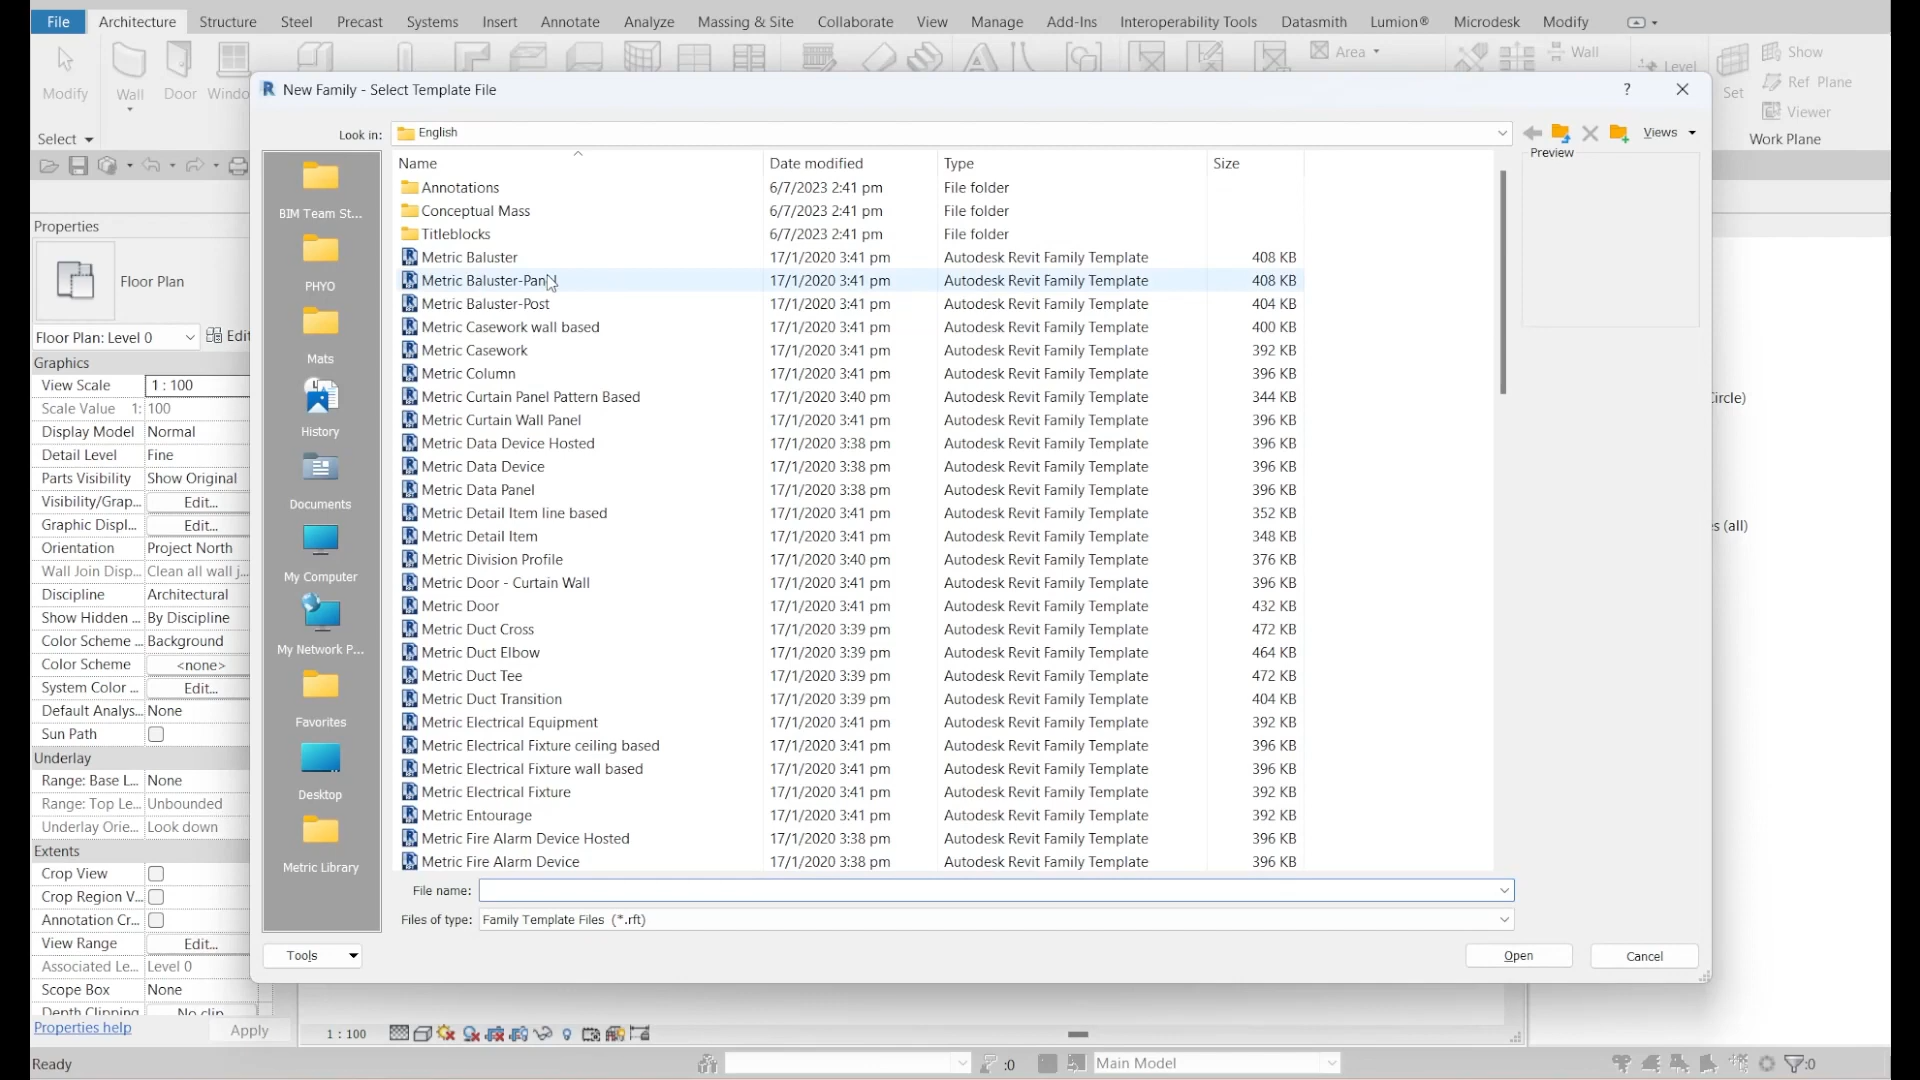 File Architecture Structure Steel Precast Systems Insert Annotate Analyze Massing & Site Collaborate View Manage Add-Ins Interoperability Tools Datasmith Lumion® Microdesk Modify
Modify Wall Door Windo Area Wall Level Set Show
Ref Plane
Viewer
Select Work Plane
New Family - Select Template File
Look in: English Views
Preview
Name Date modified Type Size
Annotations 6/7/2023 2:41 pm File folder
Conceptual Mass 6/7/2023 2:41 pm File folder
Titleblocks 6/7/2023 2:41 pm File folder
Metric Baluster 17/1/2020 3:41 pm Autodesk Revit Family Template 408 KB
Metric Baluster-Panel 17/1/2020 3:41 pm Autodesk Revit Family Template 408 KB
Metric Baluster-Post 17/1/2020 3:41 pm Autodesk Revit Family Template 404 KB
Metric Casework wall based 17/1/2020 3:41 pm Autodesk Revit Family Template 400 KB
Metric Casework 17/1/2020 3:41 pm Autodesk Revit Family Template 392 KB
Metric Column 17/1/2020 3:41 pm Autodesk Revit Family Template 396 KB
Metric Curtain Panel Pattern Based 17/1/2020 3:40 pm Autodesk Revit Family Template 344 KB
Metric Curtain Wall Panel 17/1/2020 3:41 pm Autodesk Revit Family Template 396 KB
Metric Data Device Hosted 17/1/2020 3:38 pm Autodesk Revit Family Template 396 KB
Metric Data Device 17/1/2020 3:38 pm Autodesk Revit Family Template 396 KB
Metric Data Panel 17/1/2020 3:38 pm Autodesk Revit Family Template 396 KB
Metric Detail Item line based 17/1/2020 3:41 pm Autodesk Revit Family Template 352 KB
Metric Detail Item 17/1/2020 3:41 pm Autodesk Revit Family Template 348 KB
Metric Division Profile 17/1/2020 3:40 pm Autodesk Revit Family Template 376 KB
Metric Door - Curtain Wall 17/1/2020 3:41 pm Autodesk Revit Family Template 396 KB
Metric Door 17/1/2020 3:41 pm Autodesk Revit Family Template 432 KB
Metric Duct Cross 17/1/2020 3:39 pm Autodesk Revit Family Template 472 KB
Metric Duct Elbow 17/1/2020 3:39 pm Autodesk Revit Family Template 464 KB
Metric Duct Tee 17/1/2020 3:39 pm Autodesk Revit Family Template 472 KB
Metric Duct Transition 17/1/2020 3:39 pm Autodesk Revit Family Template 404 KB
Metric Electrical Equipment 17/1/2020 3:41 pm Autodesk Revit Family Template 392 KB
Metric Electrical Fixture ceiling based 17/1/2020 3:41 pm Autodesk Revit Family Template 396 KB
Metric Electrical Fixture wall based 17/1/2020 3:41 pm Autodesk Revit Family Template 396 KB
Metric Electrical Fixture 17/1/2020 3:41 pm Autodesk Revit Family Template 392 KB
Metric Entourage 17/1/2020 3:41 pm Autodesk Revit Family Template 392 KB
Metric Fire Alarm Device Hosted 17/1/2020 3:38 pm Autodesk Revit Family Template 396 KB
Metric Fire Alarm Device 17/1/2020 3:38 pm Autodesk Revit Family Template 396 KB
File name:
Files of type: Family Template Files (*.rft)
Tools Open Cancel
BIM Team St...
PHYO
Mats
History
Documents
My Computer
My Network P...
Favorites
Desktop
Metric Library
Properties
Floor Plan
Floor Plan: Level 0 Edit
Graphics
View Scale 1 : 100
Scale Value 1: 100
Display Model Normal
Detail Level Fine
Parts Visibility Show Original
Visibility/Grap... Edit...
Graphic Displ... Edit...
Orientation Project North
Wall Join Disp... Clean all wall j...
Discipline Architectural
Show Hidden ... By Discipline
Color Scheme ... Background
Color Scheme <none>
System Color ... Edit...
Default Analys... None
Sun Path
Underlay
Range: Base L... None
Range: Top Le... Unbounded
Underlay Orie... Look down
Extents
Crop View
Crop Region V...
Annotation Cr...
View Range Edit...
Associated Le... Level 0
Scope Box None
Depth Clipping No clip
Properties help Apply
Circle)
s (all)
1 : 100
Ready :0 Main Model :0